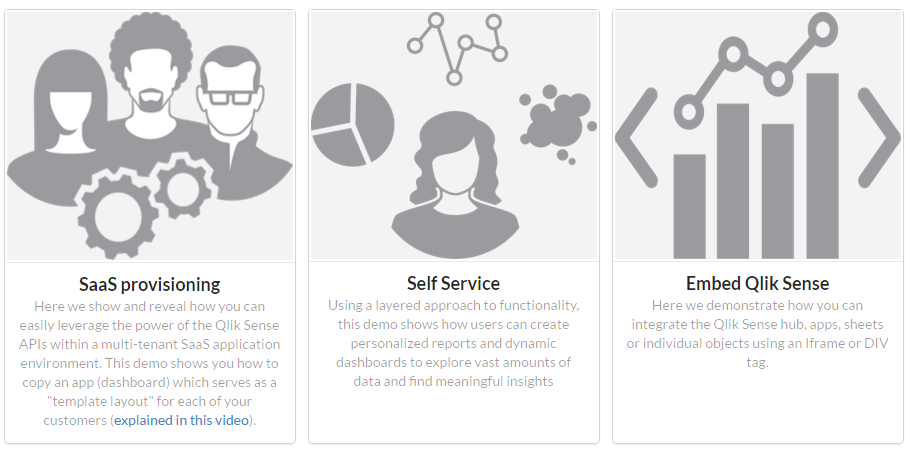 SaaS provisioning
Here we show and reveal how you can
easily leverage the power of the Qlik Sense
APIs within a multi-tenant SaaS application
environment. This demo shows you how to
copy an app (dashboard) which serves as a
"template layout" for each of your
customers (explained in this video).
Self Service
Using a layered approach to functionality,
this demo shows how users can create
personalized reports and dynamic
dashboards to explore vast amounts of
data and find meaningful insights
Embed Qlik Sense
Here we demonstrate how you can
integrate the Qlik Sense hub, apps, sheets
or individual objects using an Iframe or DIV
tag.